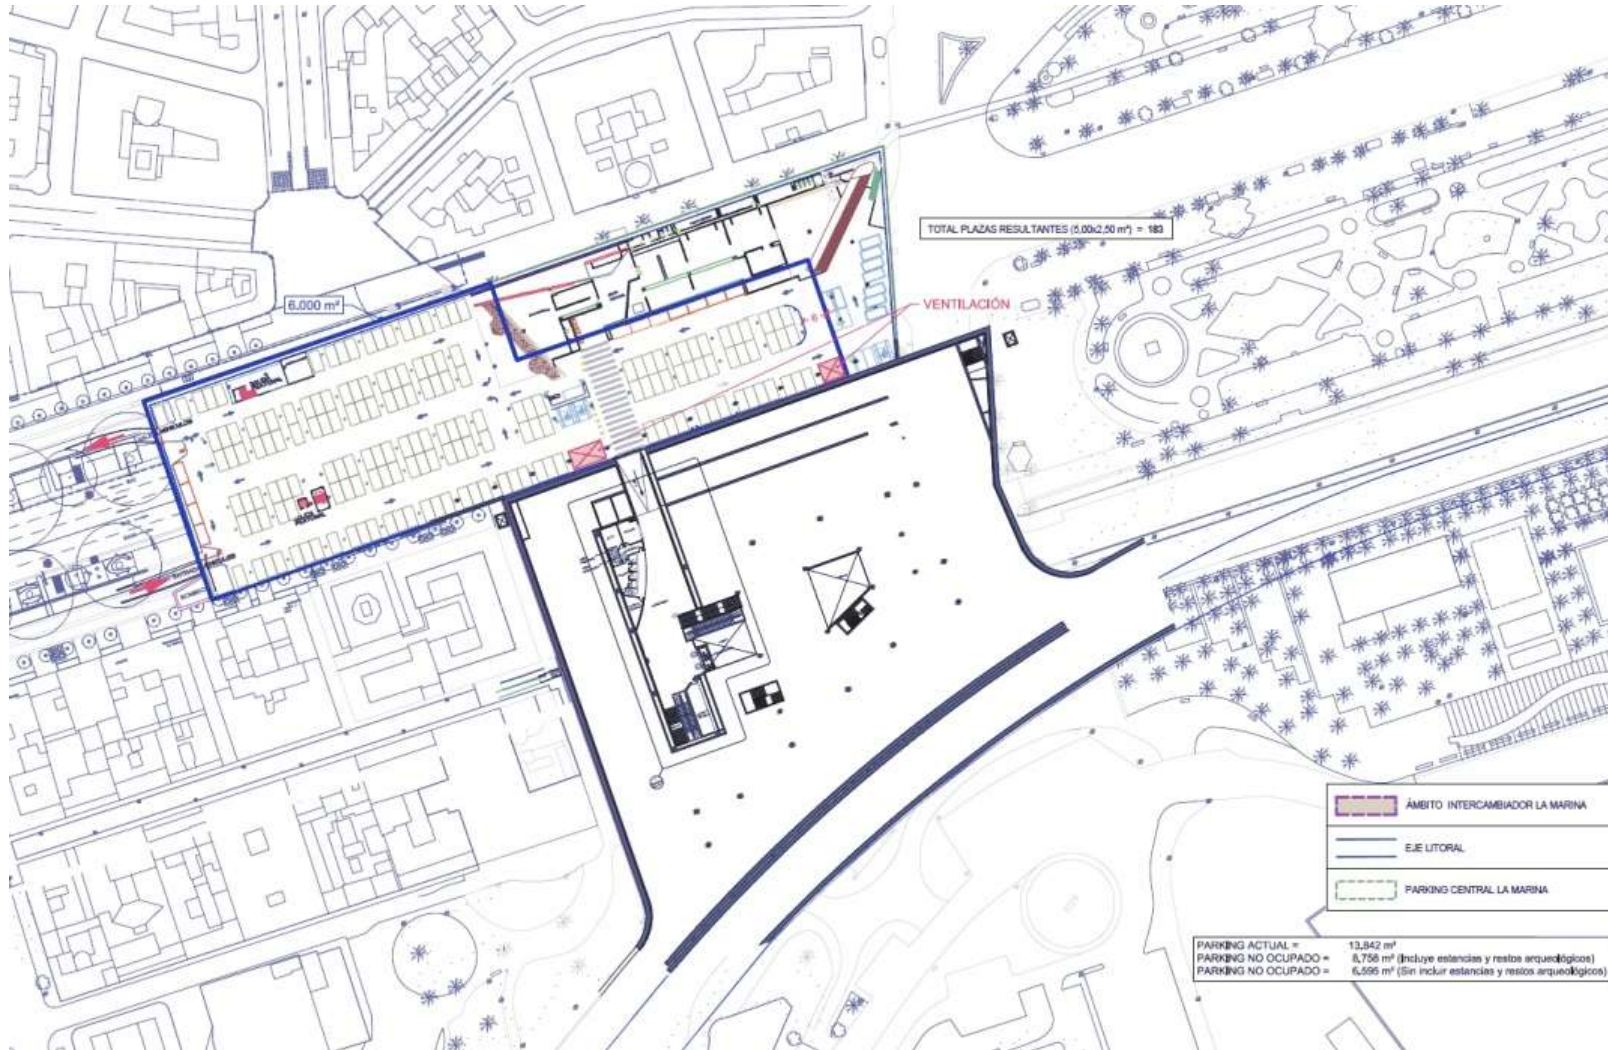 TOTAL PLAZAS RESULTANTES (5,00x2,50 m²) = 183
6.000 m²
VENTILACIÓN
ÁMBITO INTERCAMBIADOR LA MARINA
EJE LITORAL
PARKING CENTRAL LA MARINA
PARKING ACTUAL = 13,842 m²
PARKING NO OCUPADO = 8,758 m² (Incluye estancias y restos arqueológicos)
PARKING NO OCUPADO = 6,595 m² (Sin incluir estancias y restos arqueológicos)